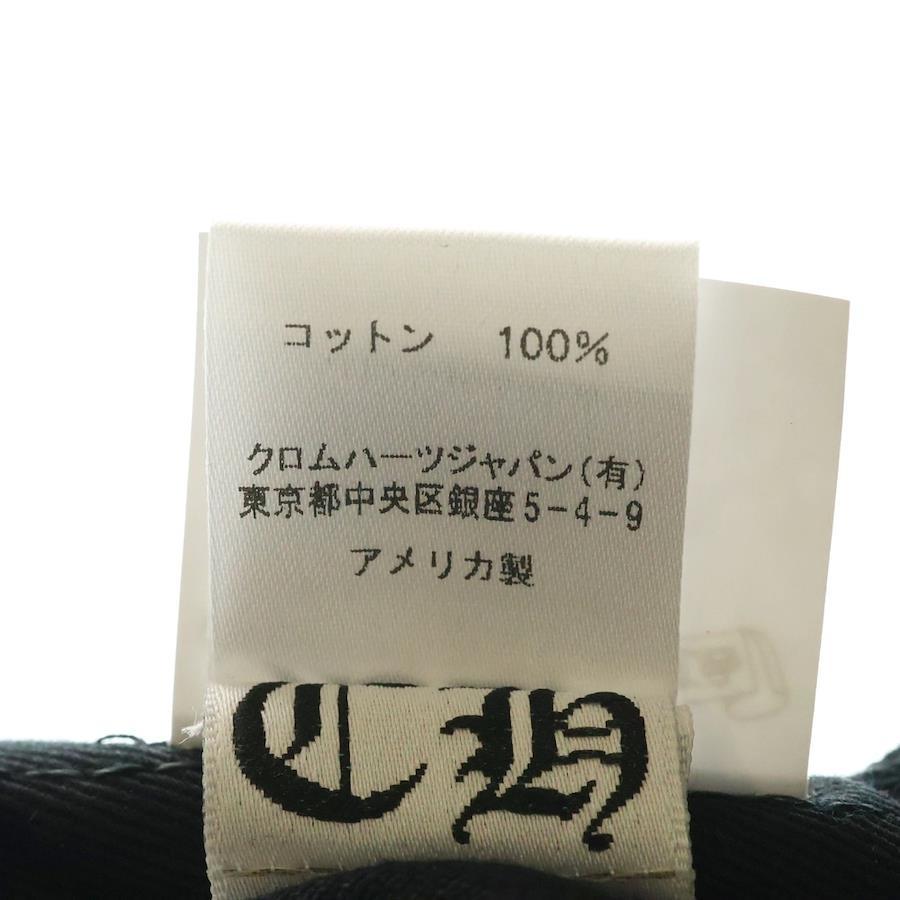 コットン 100%
クロムハーツジャパン(有)
東京都中央区銀座5-4-9
アメリカ製
CH